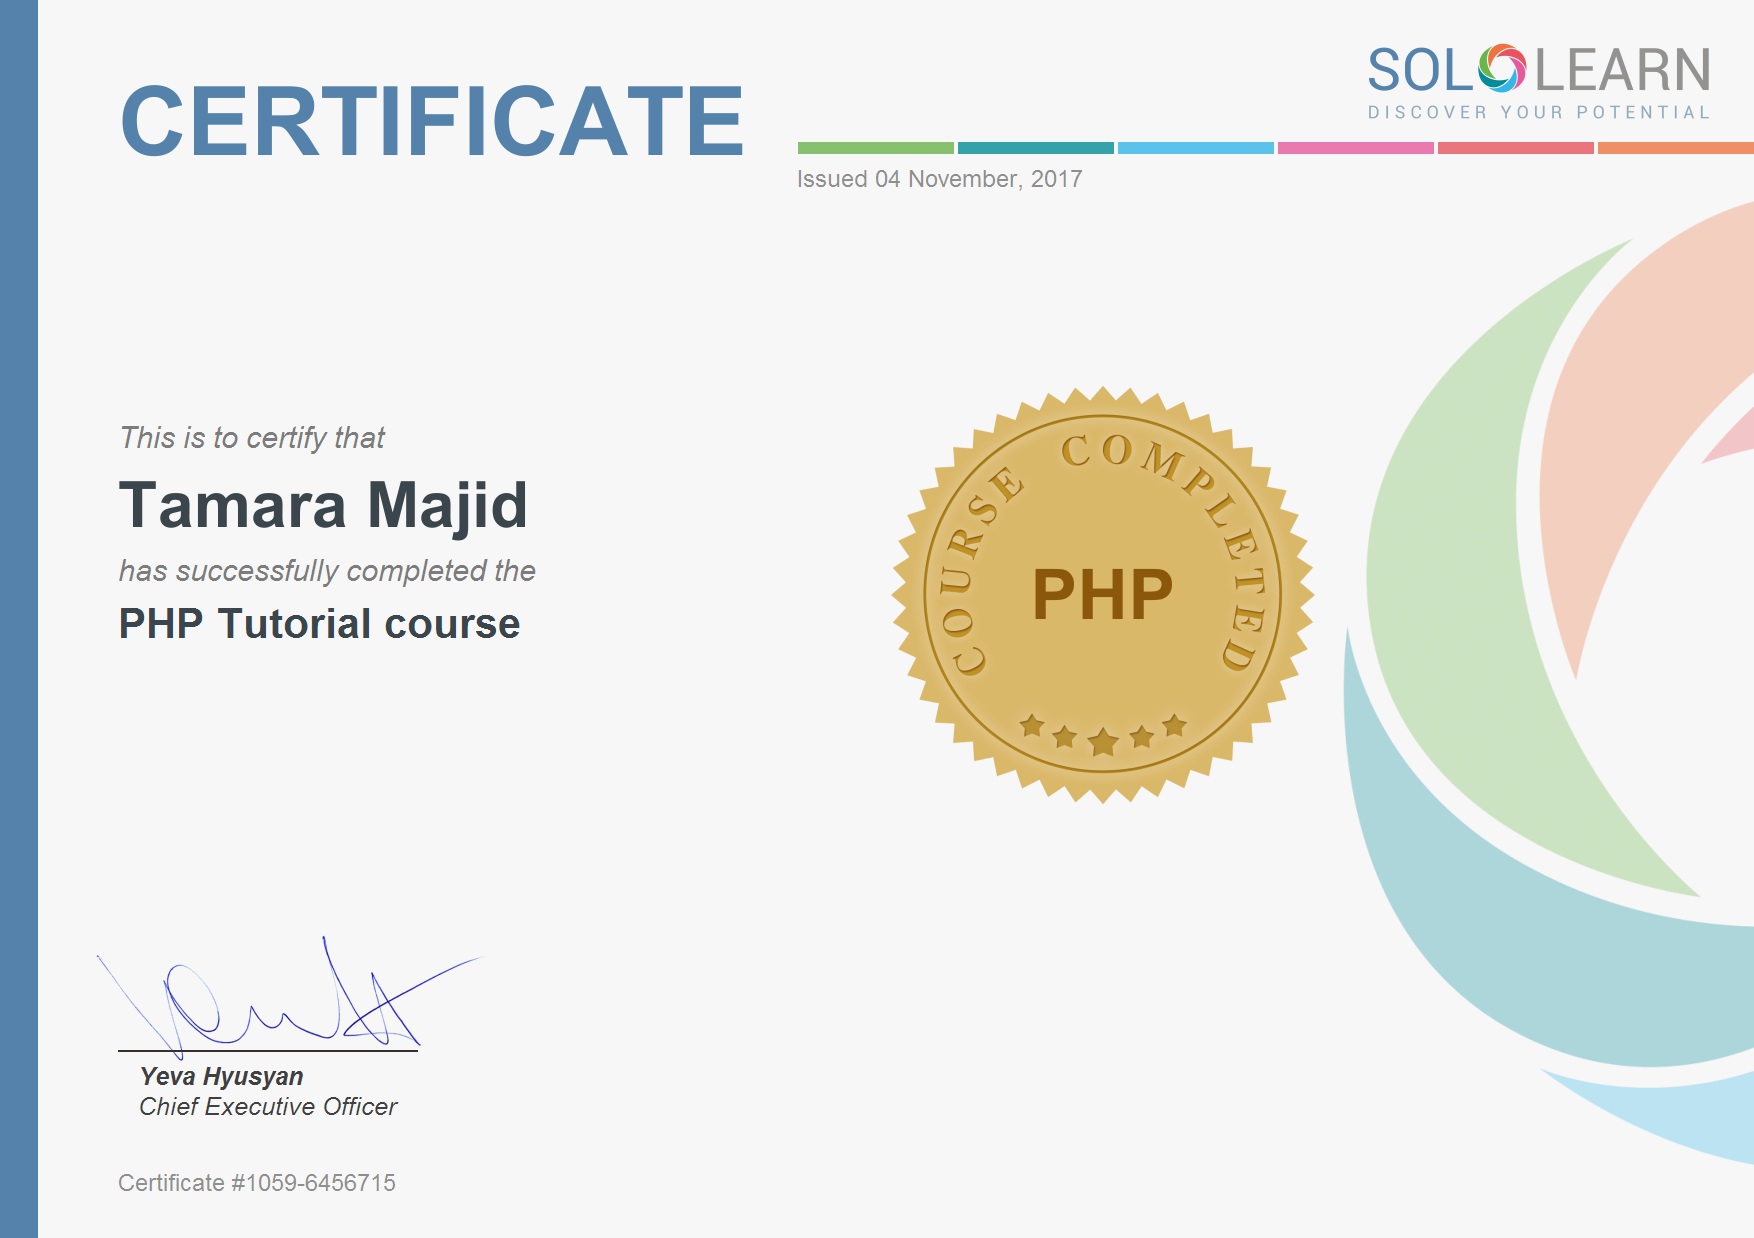 CERTIFICATE
SOLOLEARN
DISCOVER YOUR POTENTIAL
Issued 04 November, 2017
This is to certify that
Tamara Majid
has successfully completed the
PHP Tutorial course
COURSE COMPLETED
PHP
Yeva Hyusyan
Chief Executive Officer
Certificate #1059-6456715